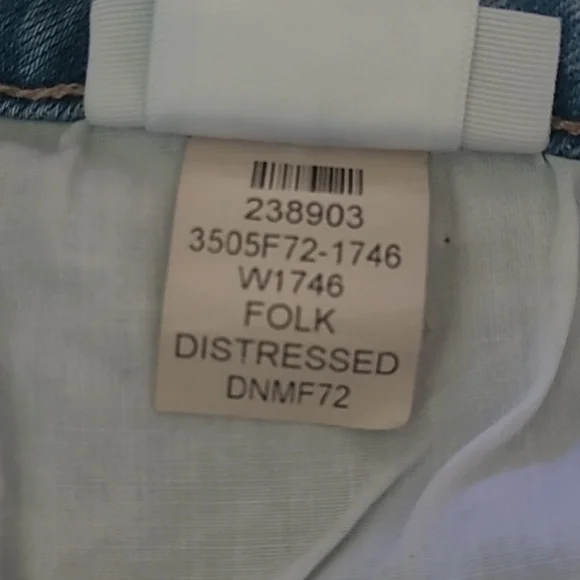 238903
3505F72-1746
W1746
FOLK
DISTRESSED
DNMF72